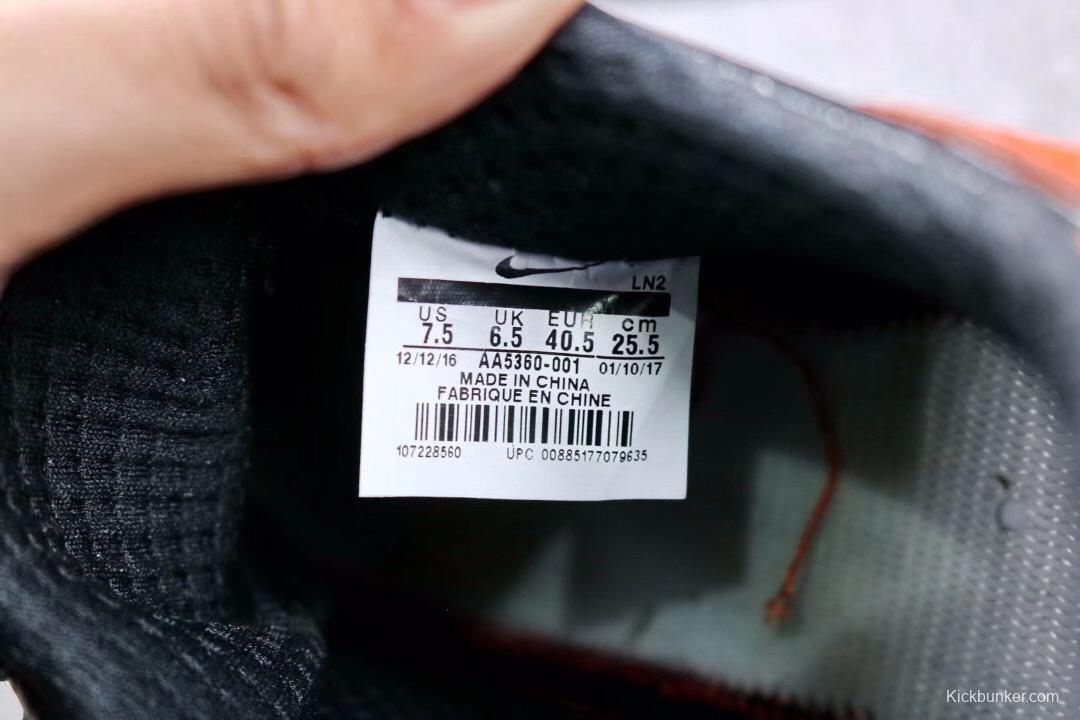 LN2
US UK EUR cm
7.5 6.5 40.5 25.5
12/12/16 AA5360-001 01/10/17
MADE IN CHINA
FABRIQUE EN CHINE
107228560 UPC 00885177079635
Kickbunker.com